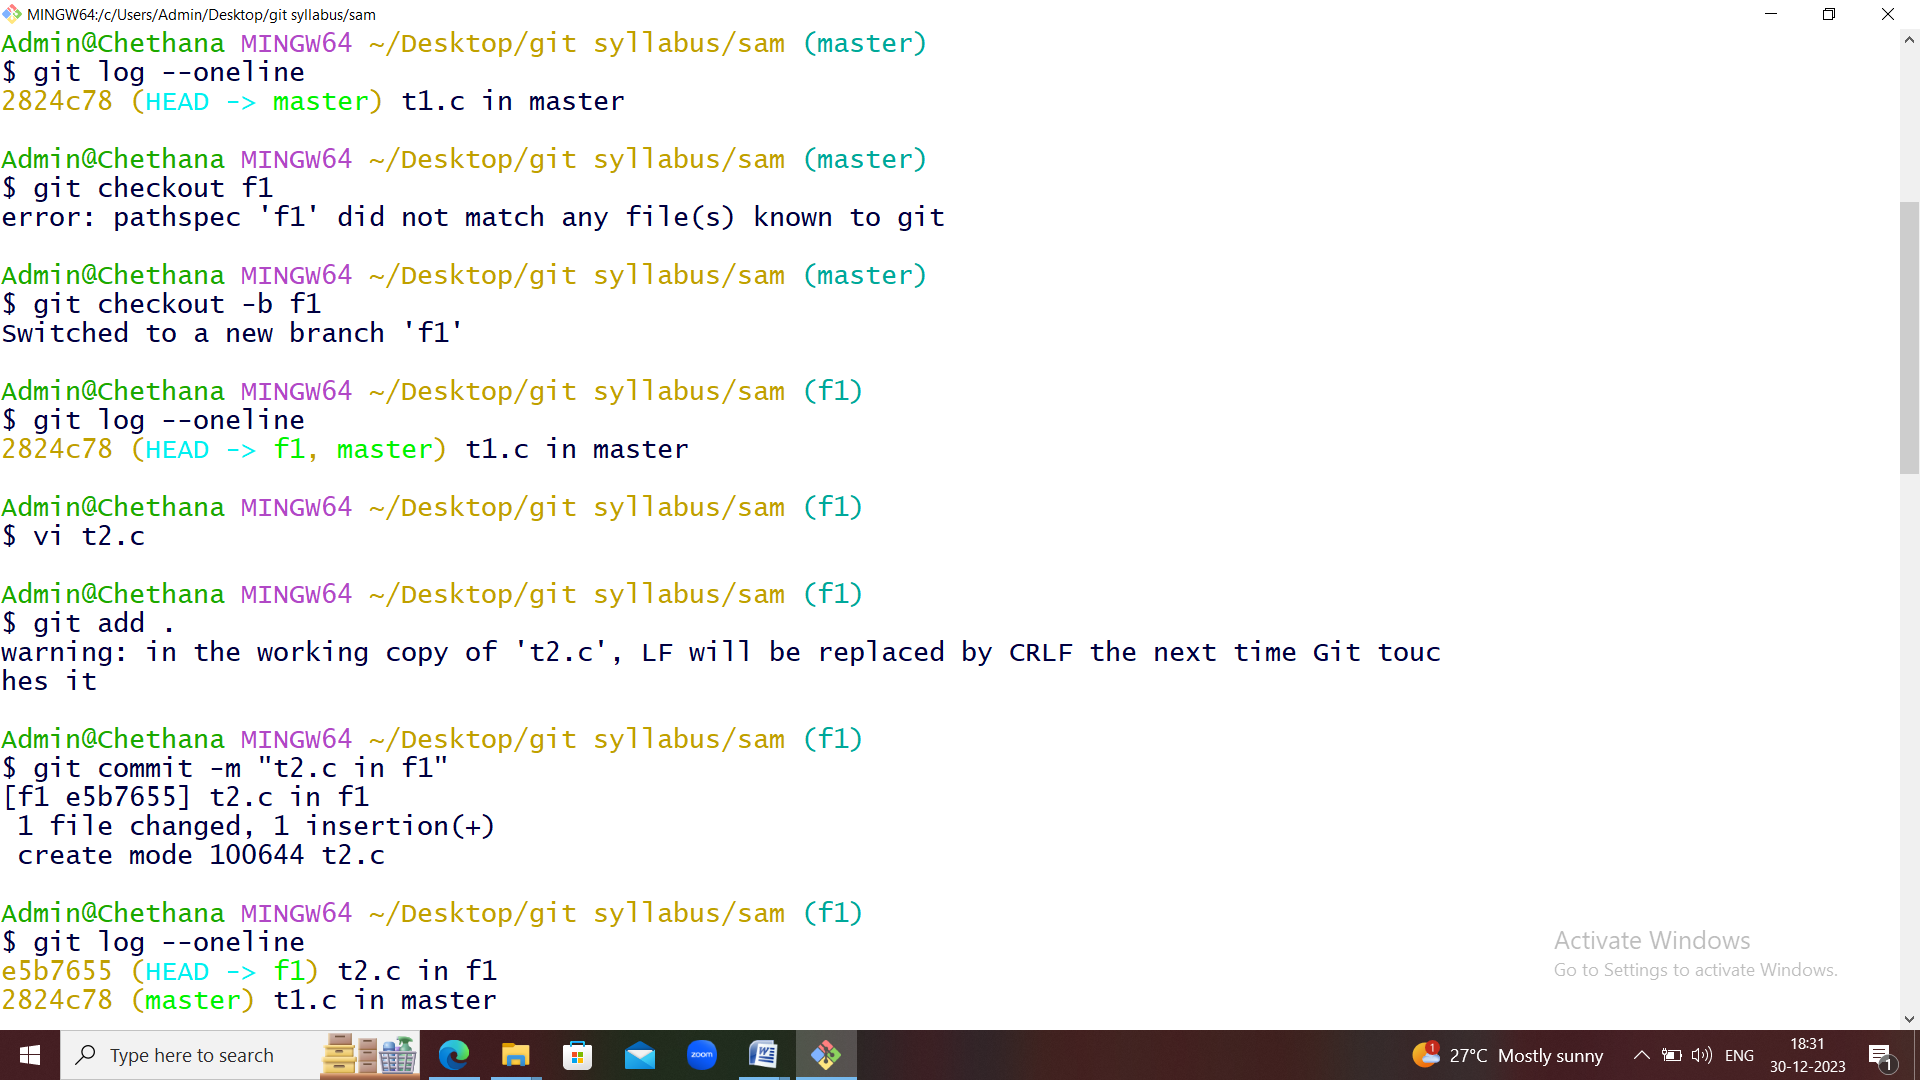 MINGW64:/c/Users/Admin/Desktop/git syllabus/sam
Admin@Chethana MINGW64 ~/Desktop/git syllabus/sam (master)
$ git log --oneline
2824c78 (HEAD -> master) t1.c in master
Admin@Chethana MINGW64 ~/Desktop/git syllabus/sam (master)
$ git checkout f1
error: pathspec 'f1' did not match any file(s) known to git
Admin@Chethana MINGW64 ~/Desktop/git syllabus/sam (master)
$ git checkout -b f1
Switched to a new branch 'f1'
Admin@Chethana MINGW64 ~/Desktop/git syllabus/sam (f1)
$ git log --oneline
2824c78 (HEAD -> f1, master) t1.c in master
Admin@Chethana MINGW64 ~/Desktop/git syllabus/sam (f1)
$ vi t2.c
Admin@Chethana MINGW64 ~/Desktop/git syllabus/sam (f1)
$ git add .
warning: in the working copy of 't2.c', LF will be replaced by CRLF the next time Git touc
hes it
Admin@Chethana MINGW64 ~/Desktop/git syllabus/sam (f1)
$ git commit -m "t2.c in f1"
[f1 e5b7655] t2.c in f1
 1 file changed, 1 insertion(+)
 create mode 100644 t2.c
Admin@Chethana MINGW64 ~/Desktop/git syllabus/sam (f1)
$ git log --oneline
e5b7655 (HEAD -> f1) t2.c in f1
2824c78 (master) t1.c in master
Activate Windows
Go to Settings to activate Windows.
Type here to search
zoom
W
1
27°C Mostly sunny
ENG
18:31
30-12-2023
1